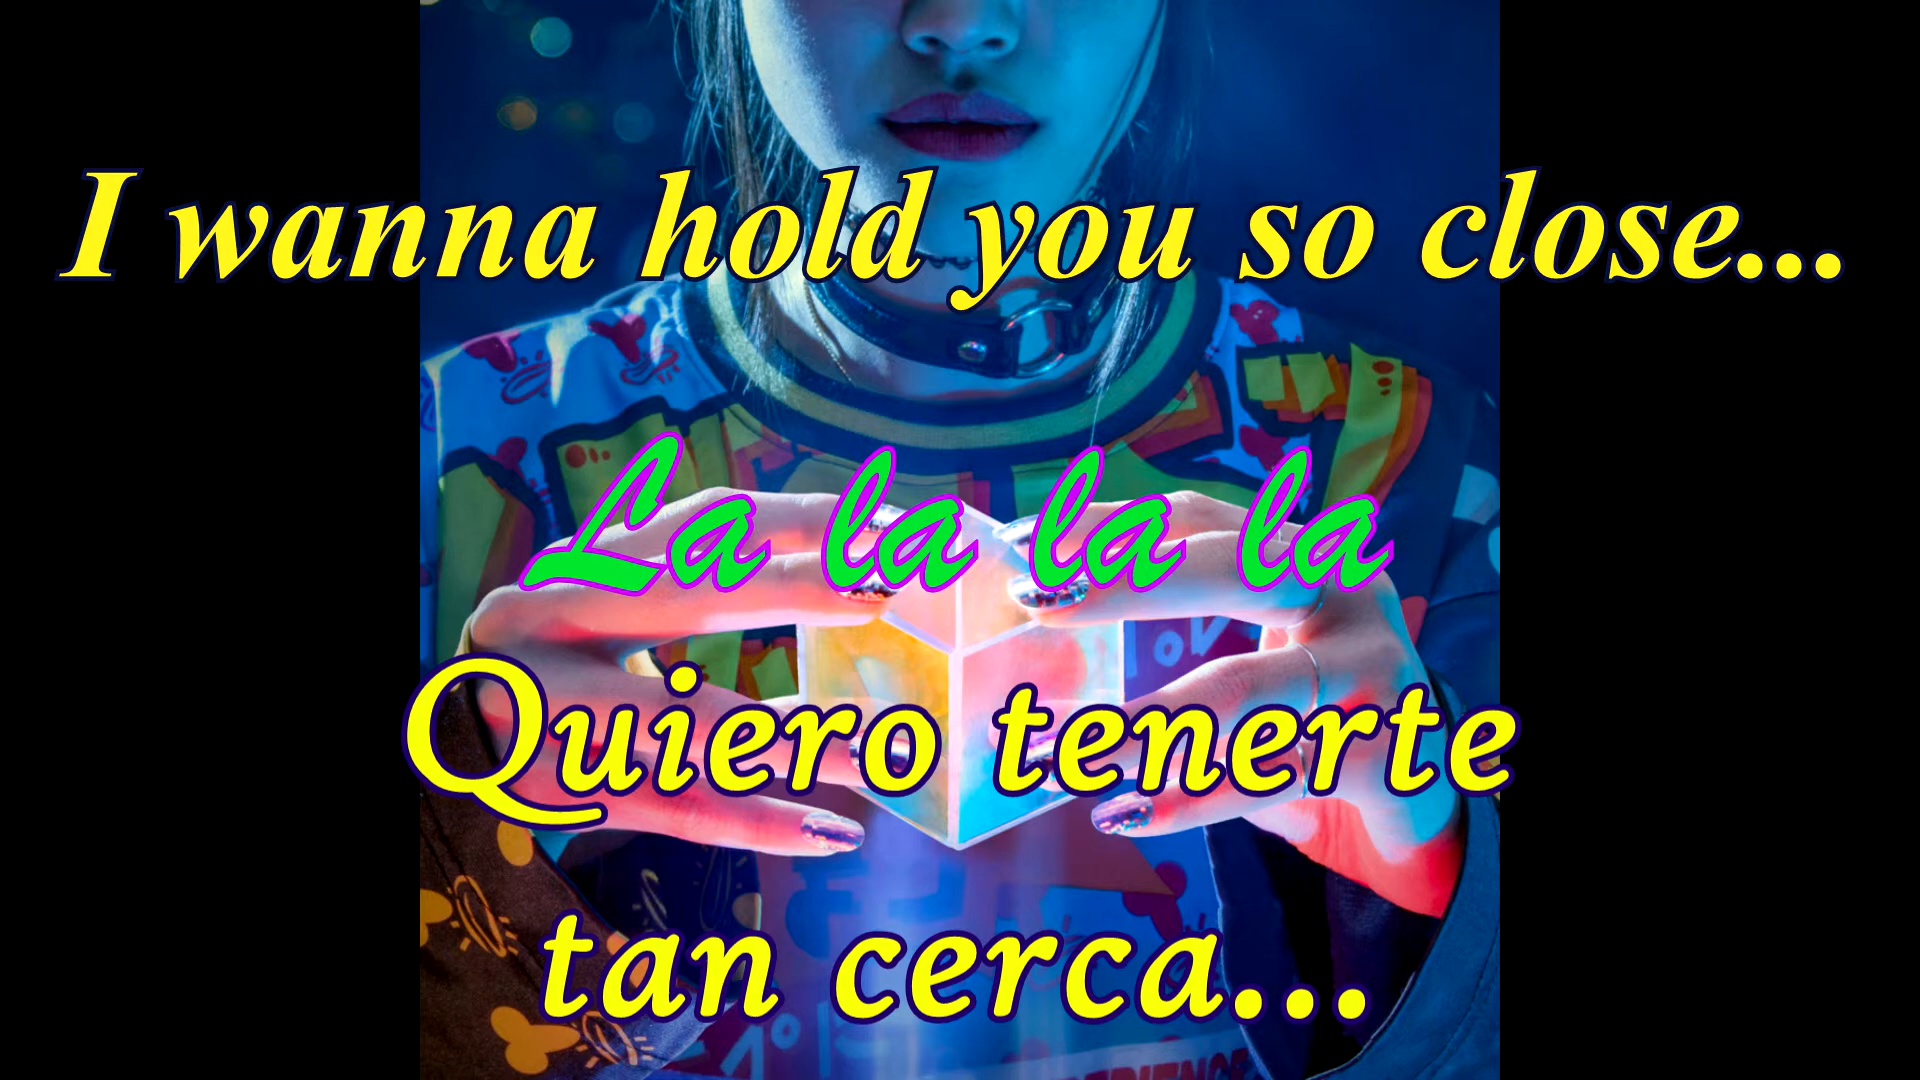 I wanna hold you so close...
La la la la
Quiero tenerte
tan cerca...